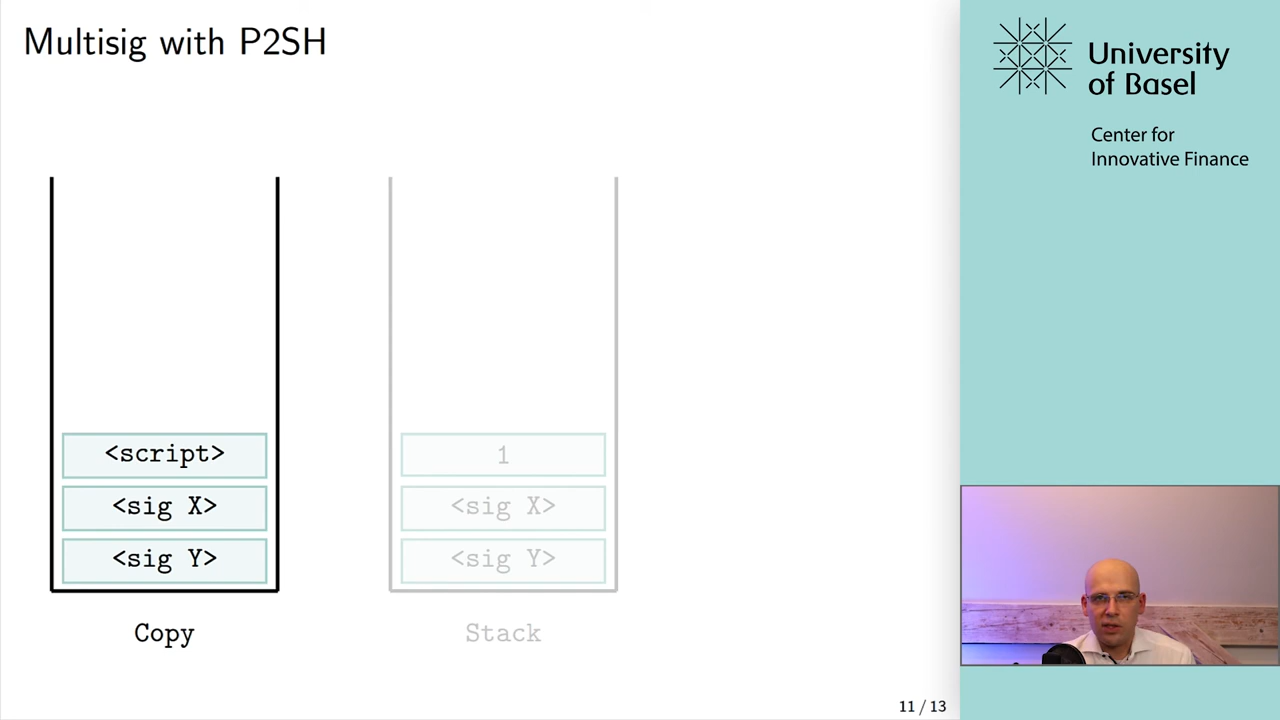 Multisig with P2SH
University
of Basel
Center for
Innovative Finance
<script>
<sig X>
<sig Y>
Copy
1
<sig X>
<sig Y>
Stack
11 / 13